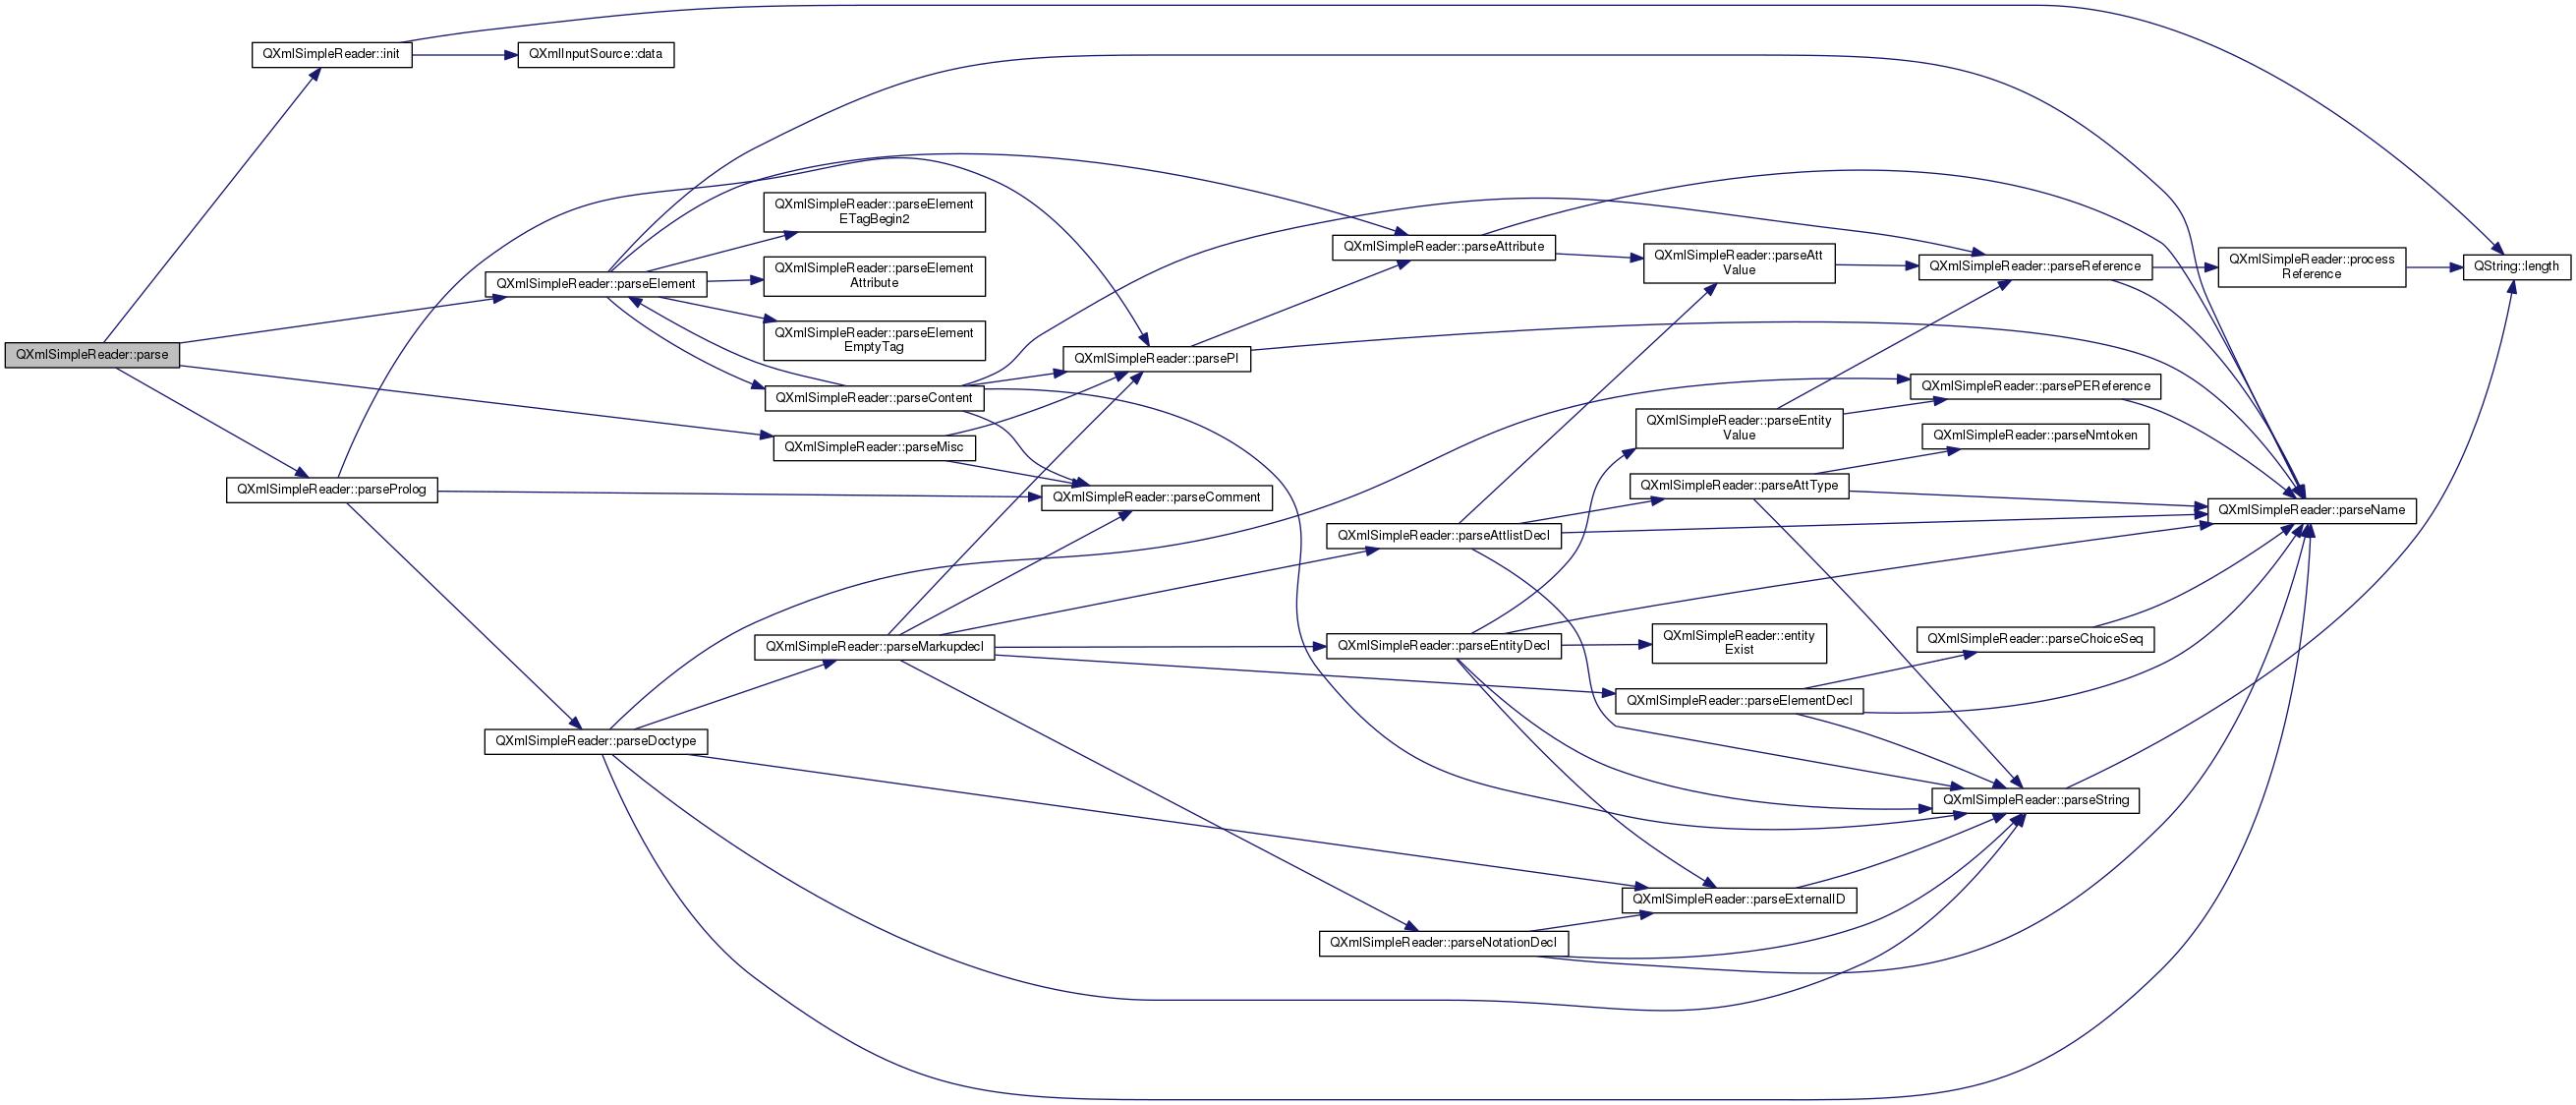 QXmlSimpleReader::parse
QXmlSimpleReader::init
QXmlInputSource::data
QXmlSimpleReader::parseElement
QXmlSimpleReader::parseProlog
QXmlSimpleReader::parseDoctype
QXmlSimpleReader::parseElement
ETagBegin2
QXmlSimpleReader::parseElement
Attribute
QXmlSimpleReader::parseElement
EmptyTag
QXmlSimpleReader::parseContent
QXmlSimpleReader::parseMisc
QXmlSimpleReader::parseMarkupdecl
QXmlSimpleReader::parsePI
QXmlSimpleReader::parseComment
QXmlSimpleReader::parseAttribute
QXmlSimpleReader::parseAttlistDecl
QXmlSimpleReader::parseEntityDecl
QXmlSimpleReader::parseNotationDecl
QXmlSimpleReader::parseAtt
Value
QXmlSimpleReader::parseEntity
Value
QXmlSimpleReader::parseAttType
QXmlSimpleReader::entity
Exist
QXmlSimpleReader::parseElementDecl
QXmlSimpleReader::parseExternalID
QXmlSimpleReader::parseReference
QXmlSimpleReader::parsePEReference
QXmlSimpleReader::parseNmtoken
QXmlSimpleReader::parseChoiceSeq
QXmlSimpleReader::parseString
QXmlSimpleReader::process
Reference
QXmlSimpleReader::parseName
QString::length